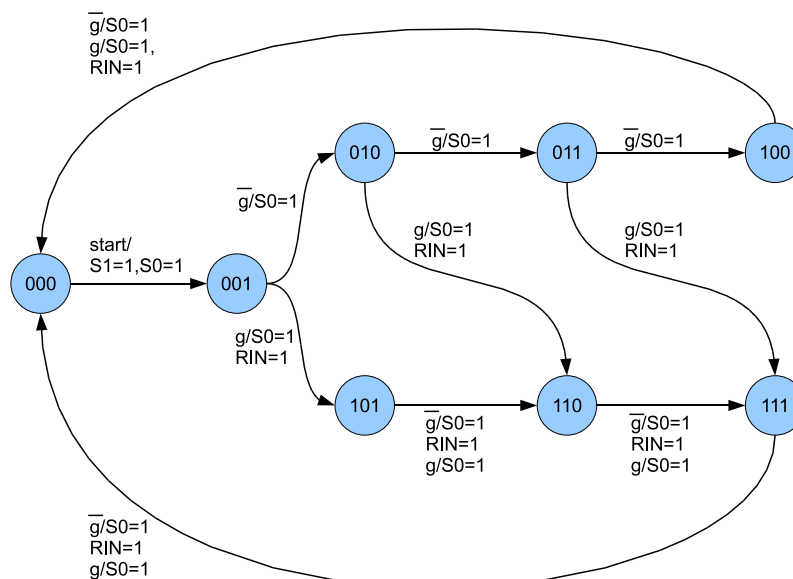 g̅/S0=1
g/S0=1,
RIN=1
010
g̅/S0=1
011
g̅/S0=1
100
g̅/S0=1
start/
S1=1,S0=1
g/S0=1
RIN=1
g/S0=1
RIN=1
000
001
g/S0=1
RIN=1
101
g̅/S0=1
RIN=1
g/S0=1
110
g̅/S0=1
RIN=1
g/S0=1
111
g̅/S0=1
RIN=1
g/S0=1